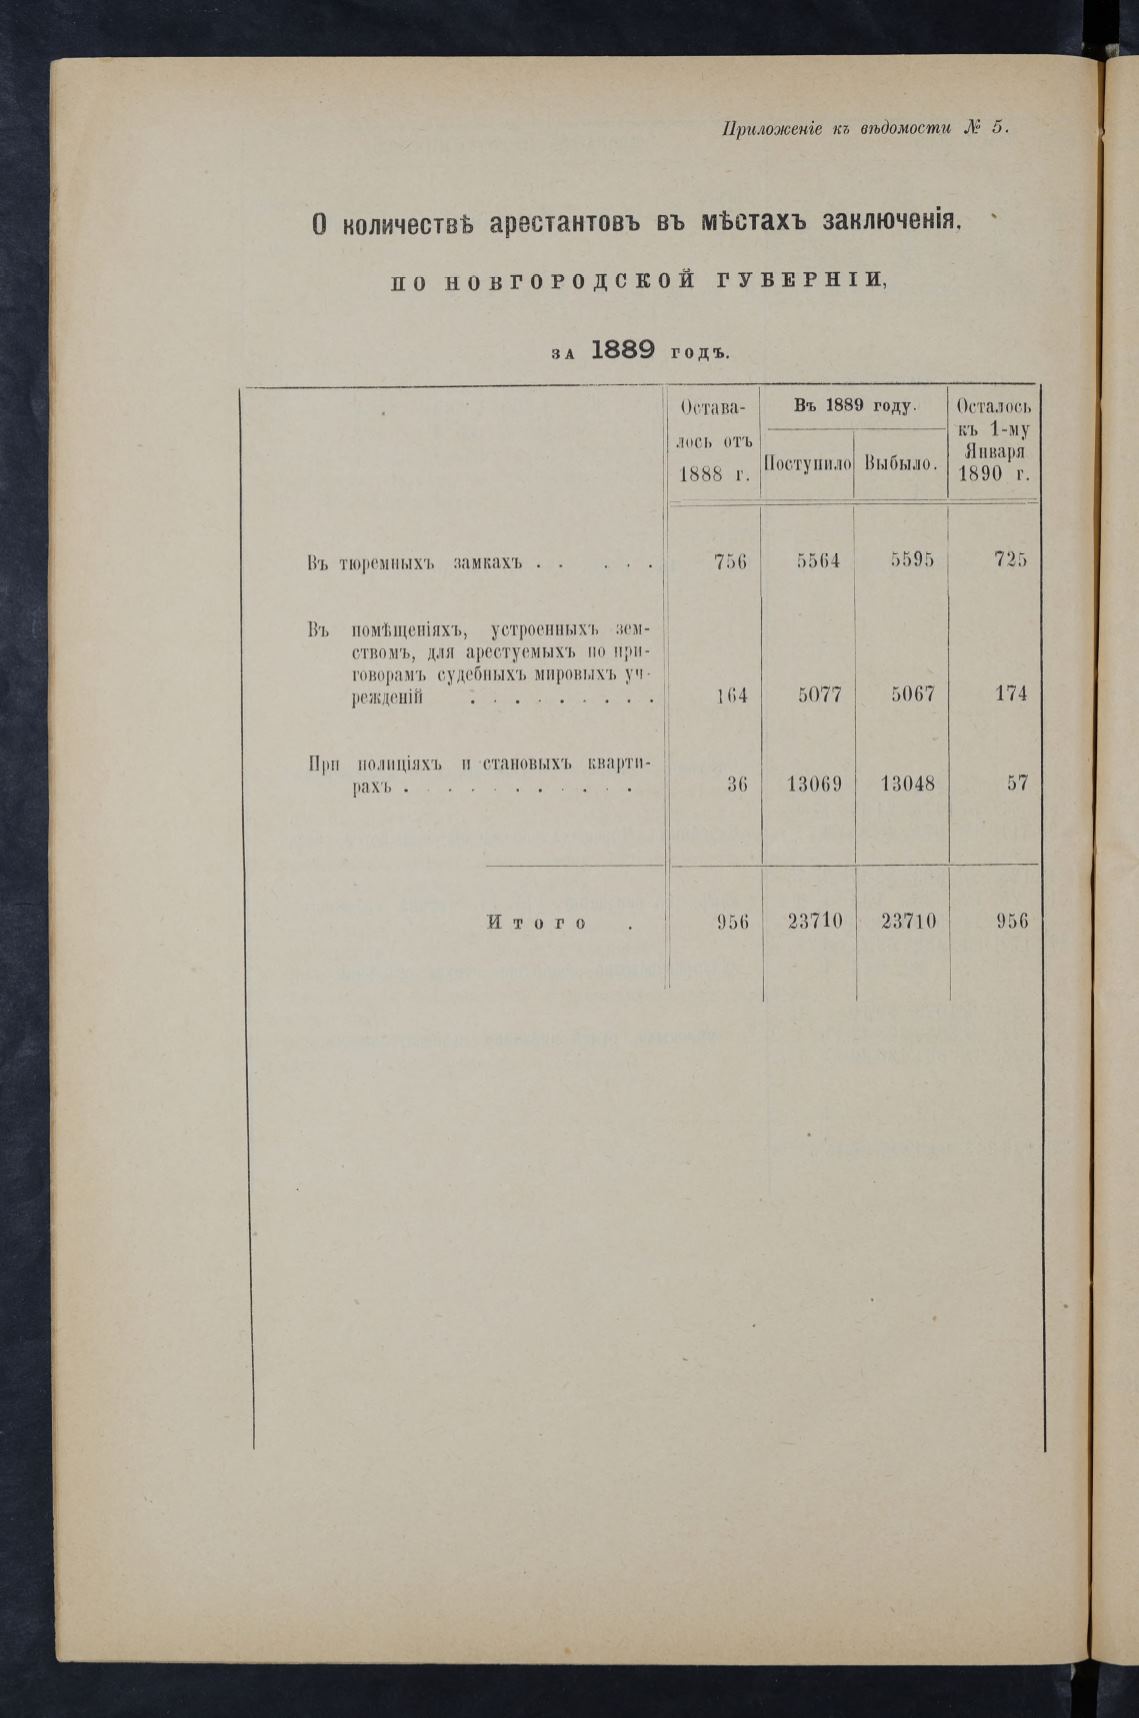 Приложеніе къ вѣдомости № 5.
О количествѣ арестантовъ въ мѣстахъ заключенія,
ПО НОВГОРОДСКОЙ ГУБЕРНІИ,
ЗА 1889 ГОДЪ.
Остава-
лось отъ
1888 г.
Въ 1889 году.
Поступило
Выбыло.
Осталось
къ 1-му
Января
1890 г.
Въ тюремныхъ замкахъ . . . . . 756 5564 5595 725
Въ помѣщеніяхъ, устроенныхъ зем-
ствомъ, для арестуемыхъ по при-
говорамъ судебныхъ мировыхъ уч-
режденій . . . . . . . . . 164 5077 5067 174
При полиціяхъ и становыхъ кварти-
рахъ . . . . . . . . . . . 36 13069 13048 57
Итого . 956 23710 23710 956